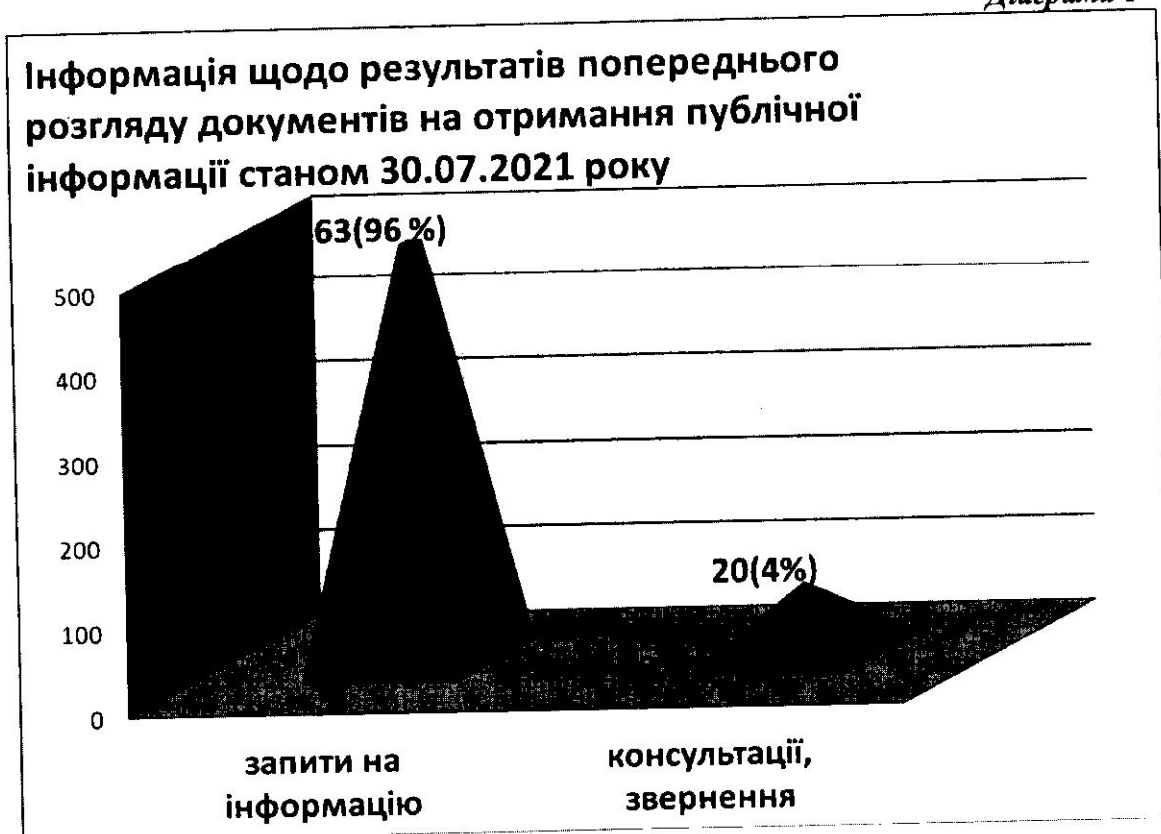 Інформація щодо результатів попереднього
розгляду документів на отримання публічної
інформації станом 30.07.2021 року
63(96 %)
500
400
300
200
20(4%)
100
0
запити на
інформацію
консультації,
звернення